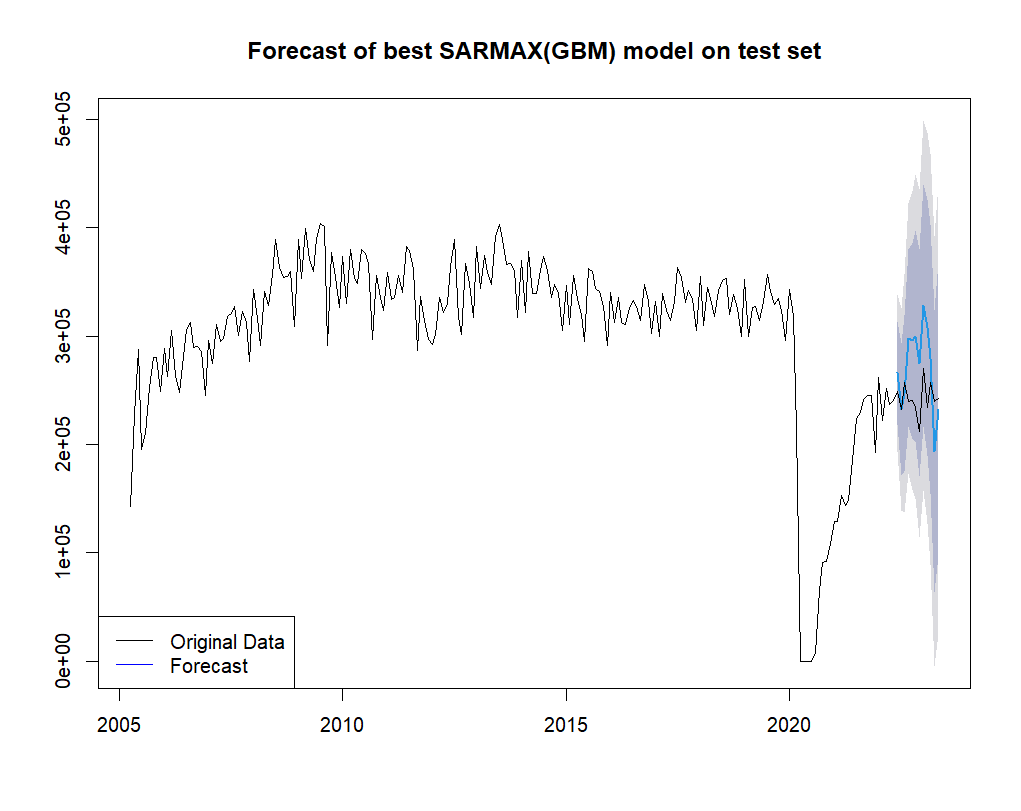 Forecast of best SARMAX(GBM) model on test set
5e+05
4e+05
3e+05
2e+05
1e+05
0e+00
Original Data
Forecast
2005
2010
2015
2020